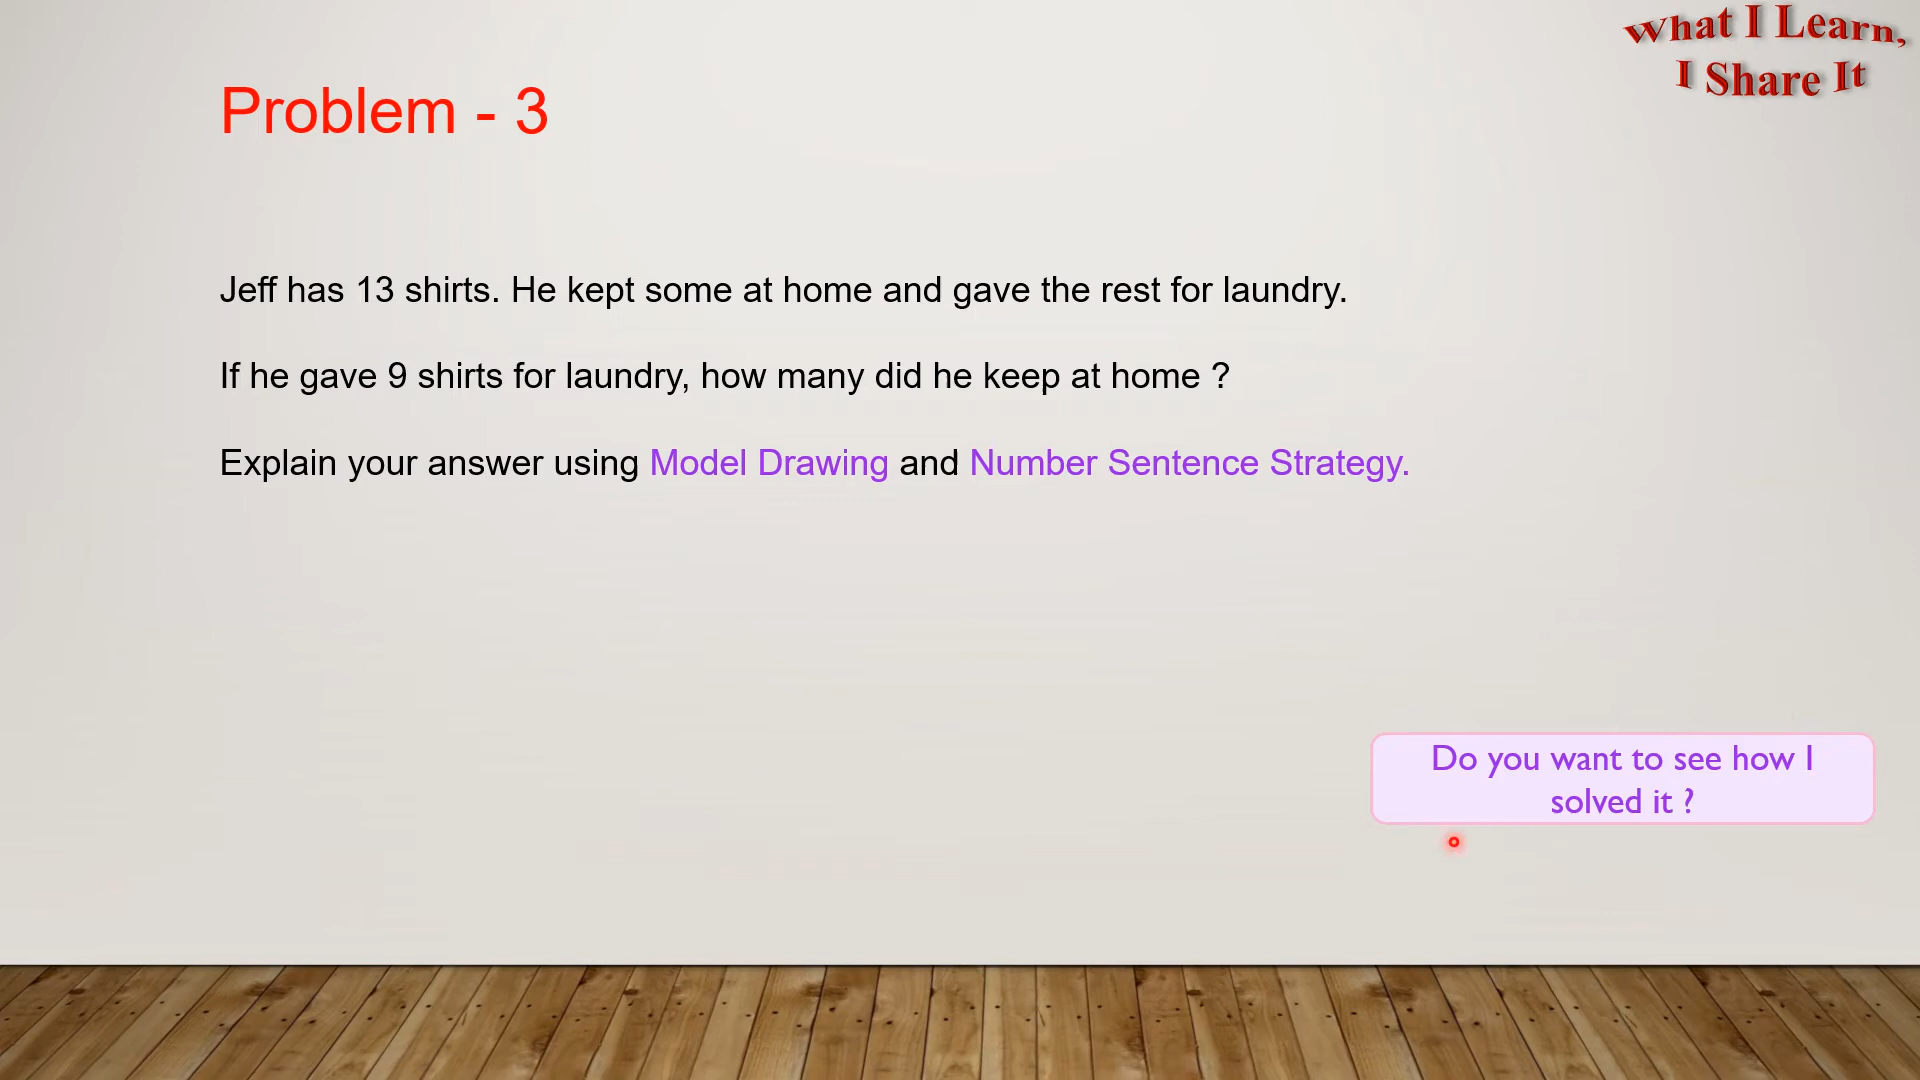 What I Learn,
I Share It
Problem - 3
Jeff has 13 shirts. He kept some at home and gave the rest for laundry.
If he gave 9 shirts for laundry, how many did he keep at home ?
Explain your answer using Model Drawing and Number Sentence Strategy.
Do you want to see how I
solved it ?